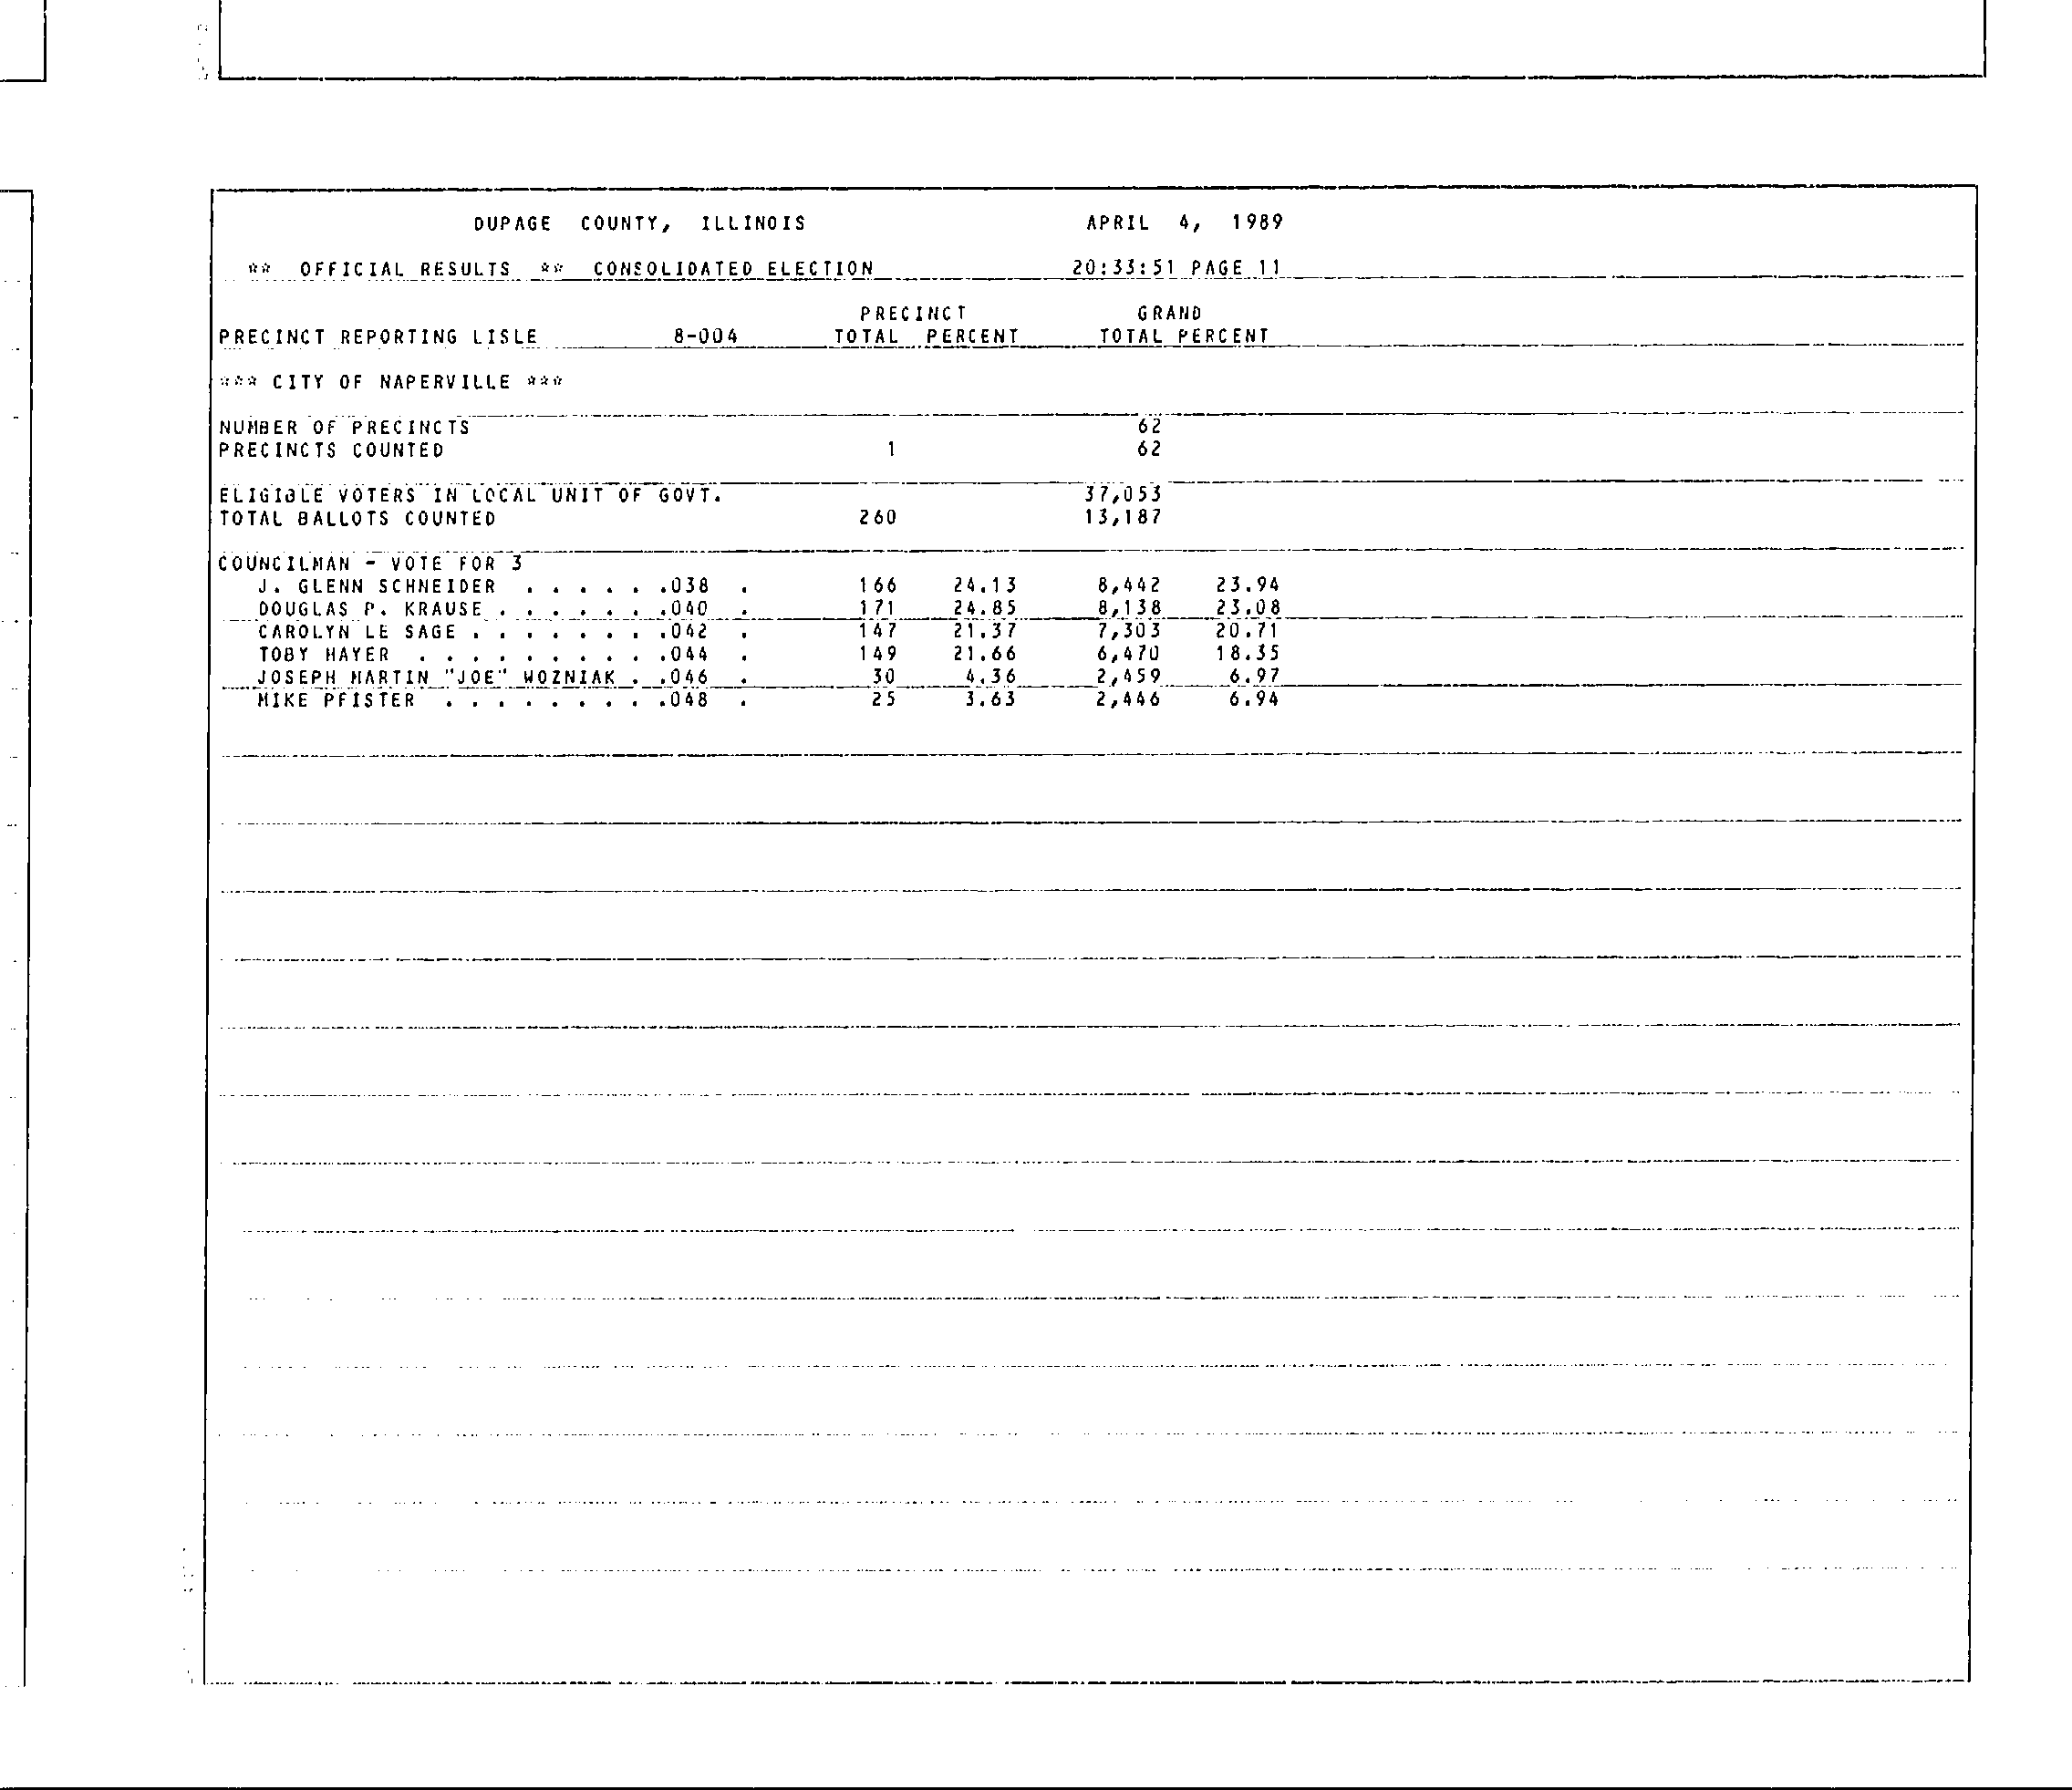 DUPAGE COUNTY, ILLINOIS APRIL 4, 1989
** OFFICIAL RESULTS ** CONSOLIDATED ELECTION 20:33:51 PAGE 11
PRECINCT GRAND
PRECINCT REPORTING LISLE 8-004 TOTAL PERCENT TOTAL PERCENT
*** CITY OF NAPERVILLE ***
NUMBER OF PRECINCTS 62
PRECINCTS COUNTED 1 62
ELIGIBLE VOTERS IN LOCAL UNIT OF GOVT. 37,053
TOTAL BALLOTS COUNTED 260 13,187
COUNCILMAN - VOTE FOR 3
J. GLENN SCHNEIDER . . . . . .038 . 166 24.13 8,442 23.94
DOUGLAS P. KRAUSE . . . . . . .040 . 171 24.85 8,138 23.08
CAROLYN LE SAGE . . . . . . . .042 . 147 21.37 7,303 20.71
TOBY HAYER . . . . . . . . . .044 . 149 21.66 6,470 18.35
JOSEPH MARTIN "JOE" WOZNIAK . .046 . 30 4.36 2,459 6.97
MIKE PFISTER . . . . . . . . .048 . 25 3.63 2,446 6.94